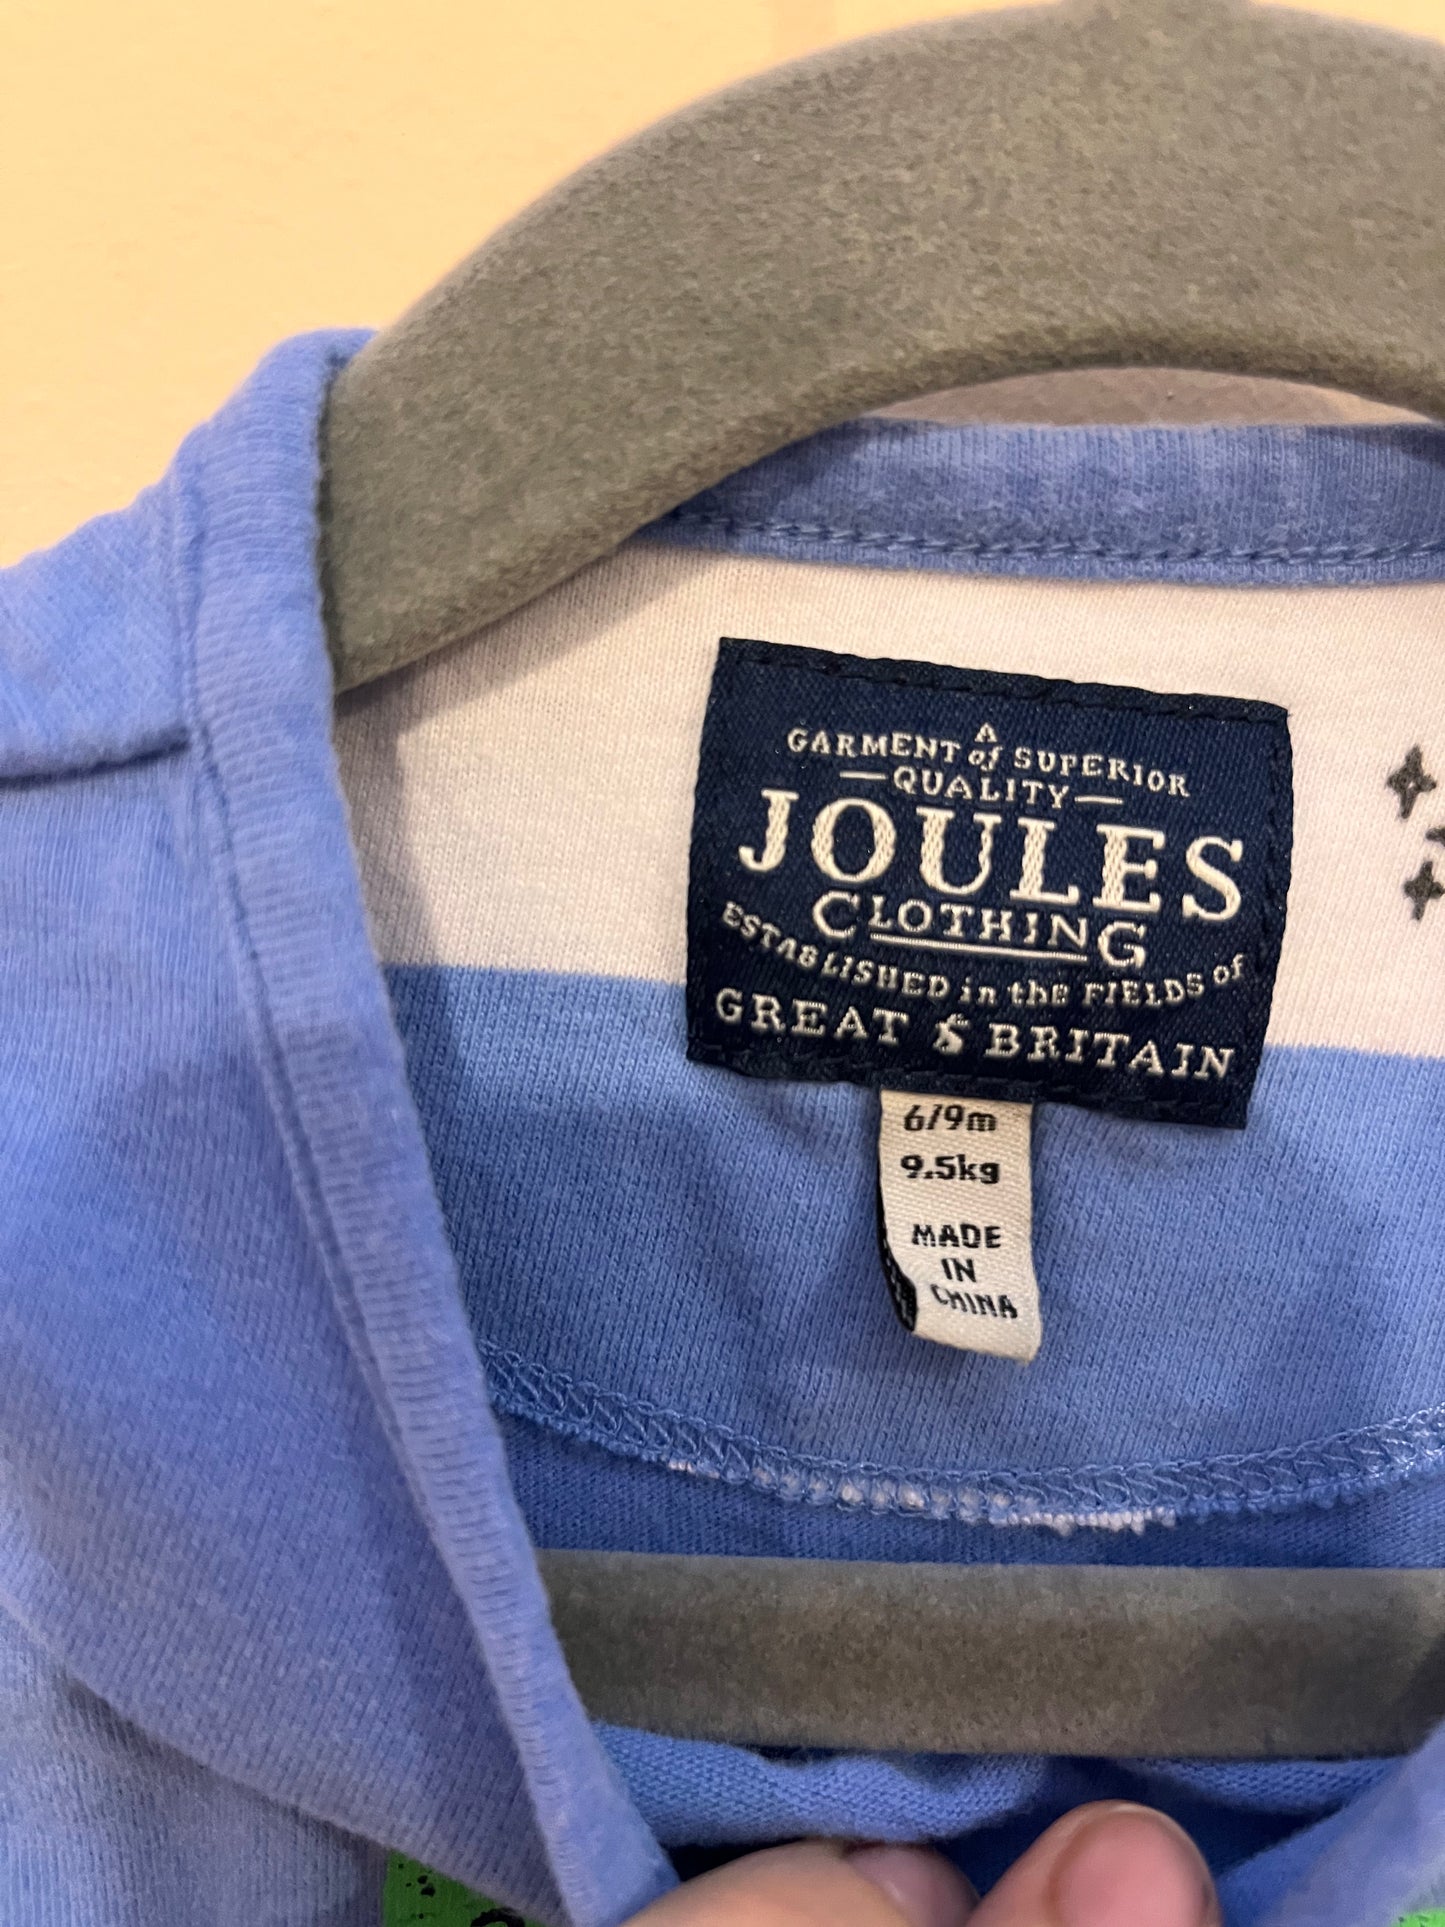 A
GARMENT of SUPERIOR
QUALITY
JOULES
CLOTHING
ESTABLISHED in the FIELDS of
GREAT BRITAIN
6/9m
9.5kg
MADE
IN
CHINA